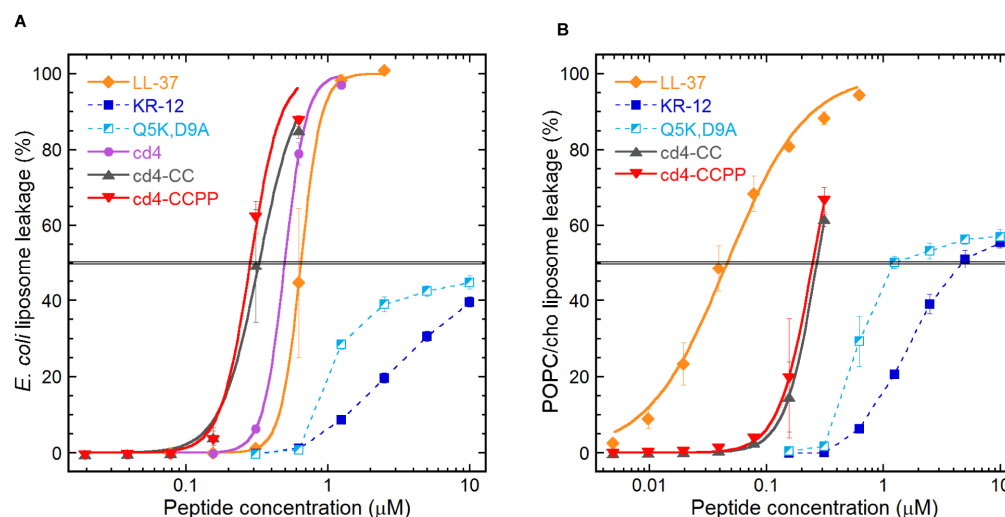 A
E. coli liposome leakage (%)
100
80
60
40
20
0
LL-37
KR-12
Q5K,D9A
cd4
cd4-CC
cd4-CCPP
0.1
1
10
Peptide concentration (μM)
B
POPC/cho liposome leakage (%)
100
80
60
40
20
0
LL-37
KR-12
Q5K,D9A
cd4-CC
cd4-CCPP
0.01
0.1
1
10
Peptide concentration (μM)